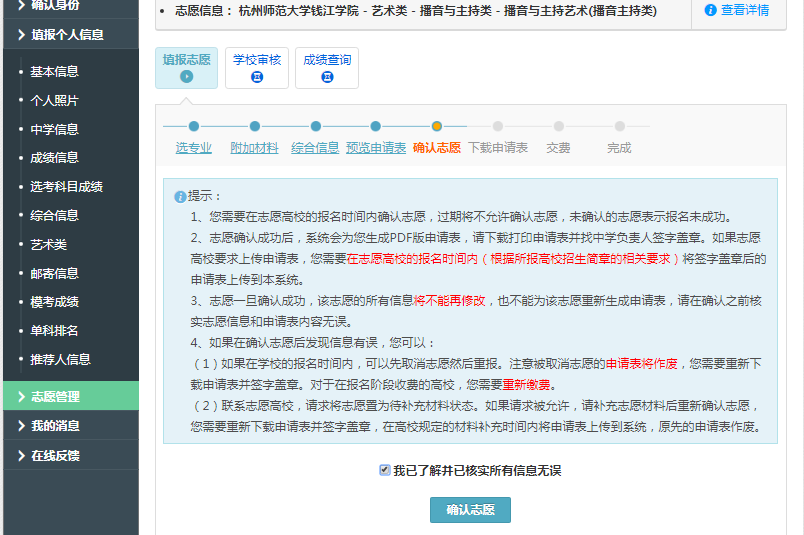 确认身份
填报个人信息
基本信息
个人照片
中学信息
成绩信息
选考科目成绩
综合信息
艺术类
邮寄信息
模考成绩
单科排名
推荐人信息
志愿管理
我的消息
在线反馈
志愿信息： 杭州师范大学钱江学院 - 艺术类 - 播音与主持类 - 播音与主持艺术(播音主持类)
查看详情
填报志愿
学校审核
成绩查询
选专业
附加材料
综合信息
预览申请表
确认志愿
下载申请表
交费
完成
提示：
1、您需要在志愿高校的报名时间内确认志愿，过期将不允许确认志愿，未确认的志愿表示报名未成功。
2、志愿确认成功后，系统会为您生成PDF版申请表，请下载打印申请表并找中学负责人签字盖章。如果志愿
高校要求上传申请表，您需要在志愿高校的报名时间内（根据所报高校招生简章的相关要求）将签字盖章后的
申请表上传到本系统。
3、志愿一旦确认成功，该志愿的所有信息将不能再修改，也不能为该志愿重新生成申请表，请在确认之前核
实志愿信息和申请表内容无误。
4、如果在确认志愿后发现信息有误，您可以：
（1）如果在学校的报名时间内，可以先取消志愿然后重报。注意被取消志愿的申请表将作废，您需要重新下
载申请表并签字盖章。对于在报名阶段收费的高校，您需要重新缴费。
（2）联系志愿高校，请求将志愿置为待补充材料状态。如果请求被允许，请补充志愿材料后重新确认志愿，
您需要重新下载申请表并签字盖章，在高校规定的材料补充时间内将申请表上传到系统，原先的申请表作废。
我已了解并已核实所有信息无误
确认志愿